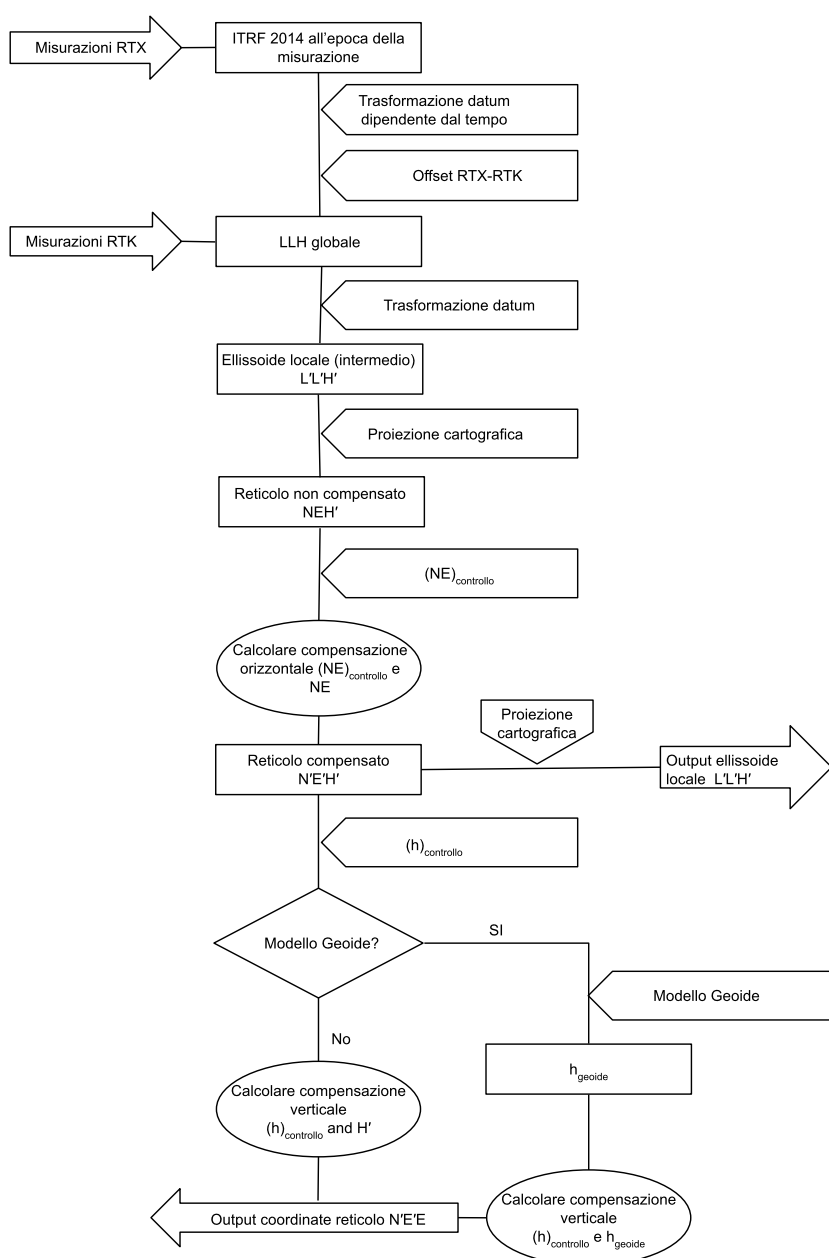 Misurazioni RTX
ITRF 2014 all'epoca della
misurazione
Trasformazione datum
dipendente dal tempo
Offset RTX-RTK
Misurazioni RTK
LLH globale
Trasformazione datum
Ellissoide locale (intermedio)
L′L′H′
Proiezione cartografica
Reticolo non compensato
NEH′
(NE)controllo
Calcolare compensazione
orizzontale (NE)controllo e
NE
Proiezione
cartografica
Reticolo compensato
N′E′H′
Output ellissoide
locale L′L′H′
(h)controllo
Modello Geoide?
SI
Modello Geoide
No
hgeoide
Calcolare compensazione
verticale
(h)controllo and H′
Calcolare compensazione
verticale
(h)controllo e hgeoide
Output coordinate reticolo N′E′E